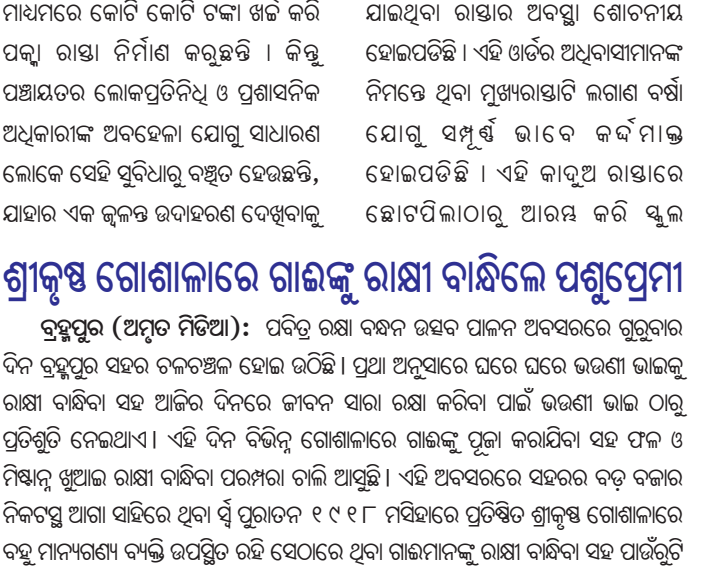 ମାଧ୍ୟମରେ କୋଟି କୋଟି ଟଙ୍କା ଖର୍ଚ୍ଚ କରି
ପକ୍କା ରାସ୍ତା ନିର୍ମାଣ କରୁଛନ୍ତି । କିନ୍ତୁ
ପଞ୍ଚାୟତର ଲୋକପ୍ରତିନିଧି ଓ ପ୍ରଶାସନିକ
ଅଧିକାରୀଙ୍କ ଅବହେଳା ଯୋଗୁ ସାଧାରଣ
ଲୋକେ ସେହି ସୁବିଧାରୁ ବଞ୍ଚିତ ହେଉଛନ୍ତି,
ଯାହାର ଏକ ଜ୍ୱଳନ୍ତ ଉଦାହରଣ ଦେଖିବାକୁ
ଯାଇଥିବା ରାସ୍ତାର ଅବସ୍ଥା ଶୋଚନୀୟ
ହୋଇପଡିଛି । ଏହି ଓାର୍ଡର ଅଧିବାସୀମାନଙ୍କ
ନିମନ୍ତେ ଥିବା ମୁଖ୍ୟରାସ୍ତାଟି ଲଗାଣ ବର୍ଷା
ଯୋଗୁ ସମ୍ପୂର୍ଣ୍ଣ ଭାବେ କର୍ଦ୍ଦମାକ୍ତ
ହୋଇପଡିଛି । ଏହି କାଦୁଅ ରାସ୍ତାରେ
ଛୋଟପିଲାଠାରୁ ଆରମ୍ଭ କରି ସ୍କୁଲ
ଶ୍ରୀକୃଷ୍ଣ ଗୋଶାଳାରେ ଗାଈଙ୍କୁ ରାକ୍ଷୀ ବାନ୍ଧିଲେ ପଶୁପ୍ରେମୀ
ବ୍ରହ୍ମପୁର (ଅମୃତ ମିଡିଆ): ପବିତ୍ର ରକ୍ଷା ବନ୍ଧନ ଉତ୍ସବ ପାଳନ ଅବସରରେ ଗୁରୁବାର
ଦିନ ବ୍ରହ୍ମପୁର ସହର ଚଳଚଞ୍ଚଳ ହୋଇ ଉଠିଛି । ପ୍ରଥା ଅନୁସାରେ ଘରେ ଘରେ ଭଉଣୀ ଭାଇକୁ
ରାକ୍ଷୀ ବାନ୍ଧିବା ସହ ଆଜିର ଦିନରେ ଜୀବନ ସାରା ରକ୍ଷା କରିବା ପାଇଁ ଭଉଣୀ ଭାଇ ଠାରୁ
ପ୍ରତିଶୁତି ନେଇଥାଏ । ଏହି ଦିନ ବିଭିନ୍ନ ଗୋଶାଳାରେ ଗାଈଙ୍କୁ ପୂଜା କରାଯିବା ସହ ଫଳ ଓ
ମିଷ୍ଟାନ୍ନ ଖୁଆଇ ରାକ୍ଷୀ ବାନ୍ଧିବା ପରମ୍ପରା ଚାଲି ଆସୁଛି । ଏହି ଅବସରରେ ସହରର ବଡ଼ ବଜାର
ନିକଟସ୍ଥ ଆଗା ସାହିରେ ଥିବା ପୁରାତନ ୧୯୧୮ ମସିହାରେ ପ୍ରତିଷ୍ଠିତ ଶ୍ରୀକୃଷ୍ଣ ଗୋଶାଳାରେ
ବହୁ ମାନ୍ୟଗଣ୍ୟ ବ୍ୟକ୍ତି ଉପସ୍ଥିତ ରହି ସେଠାରେ ଥିବା ଗାଈମାନଙ୍କୁ ରାକ୍ଷୀ ବାନ୍ଧିବା ସହ ପାଉଁରୁଟି